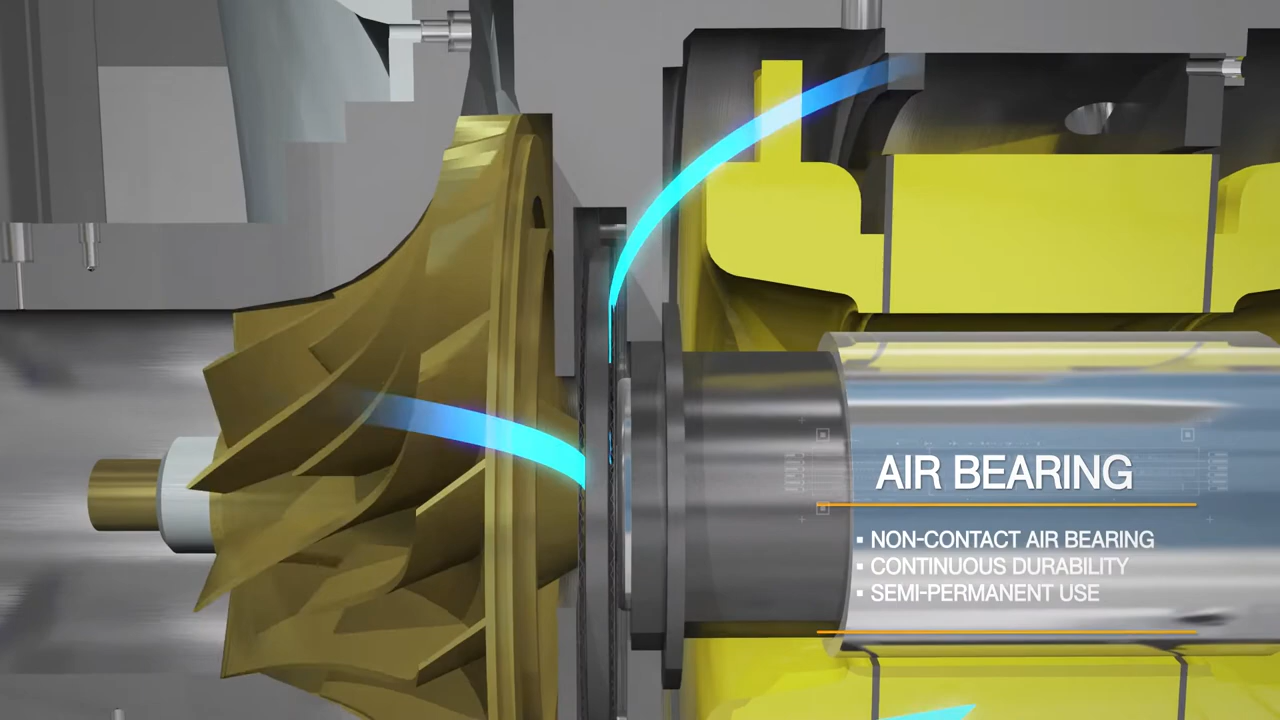 AIR BEARING
▪ NON-CONTACT AIR BEARING
▪ CONTINUOUS DURABILITY
▪ SEMI-PERMANENT USE